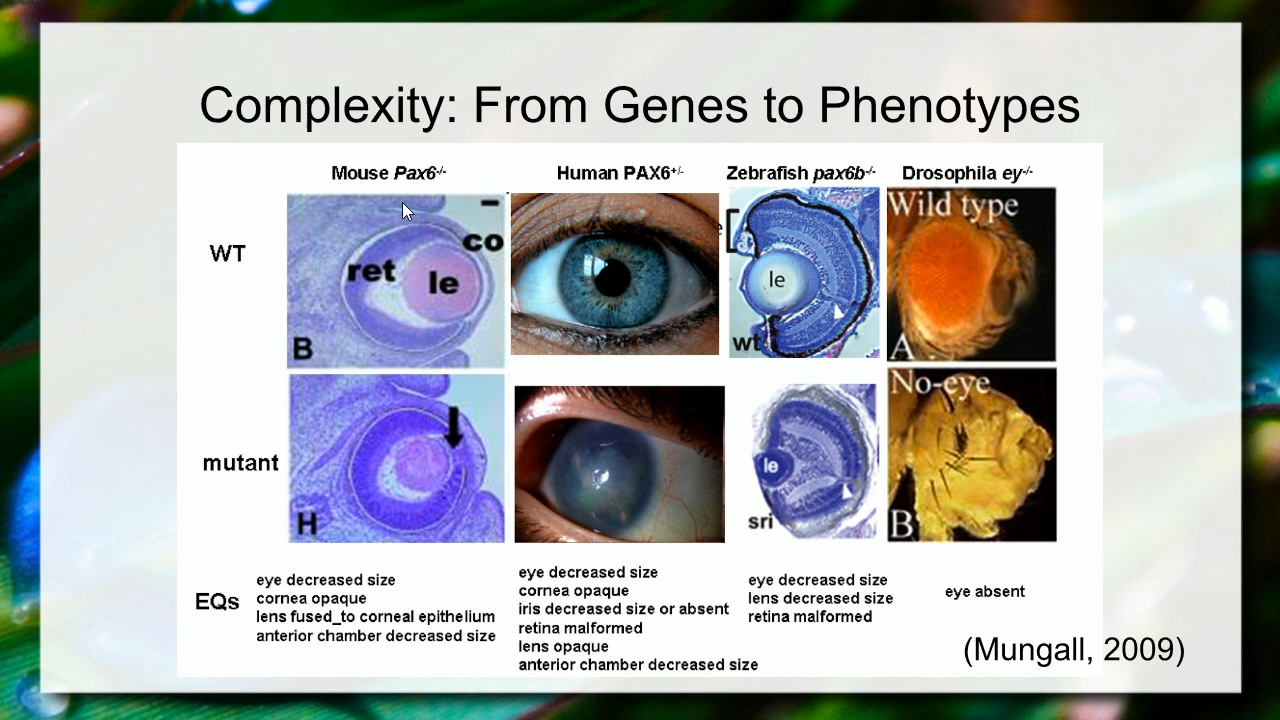 Complexity: From Genes to Phenotypes
Mouse Pax6-/-
Human PAX6+/-
Zebrafish pax6b-/-
Drosophila ey-/-
WT
co
ret
le
B
e
le
wt
Wild type
A
mutant
H
le
sri
No-eye
B
EQs
eye decreased size
cornea opaque
lens fused_to corneal epithelium
anterior chamber decreased size
eye decreased size
cornea opaque
iris decreased size or absent
retina malformed
lens opaque
anterior chamber decreased size
eye decreased size
lens decreased size
retina malformed
eye absent
(Mungall, 2009)